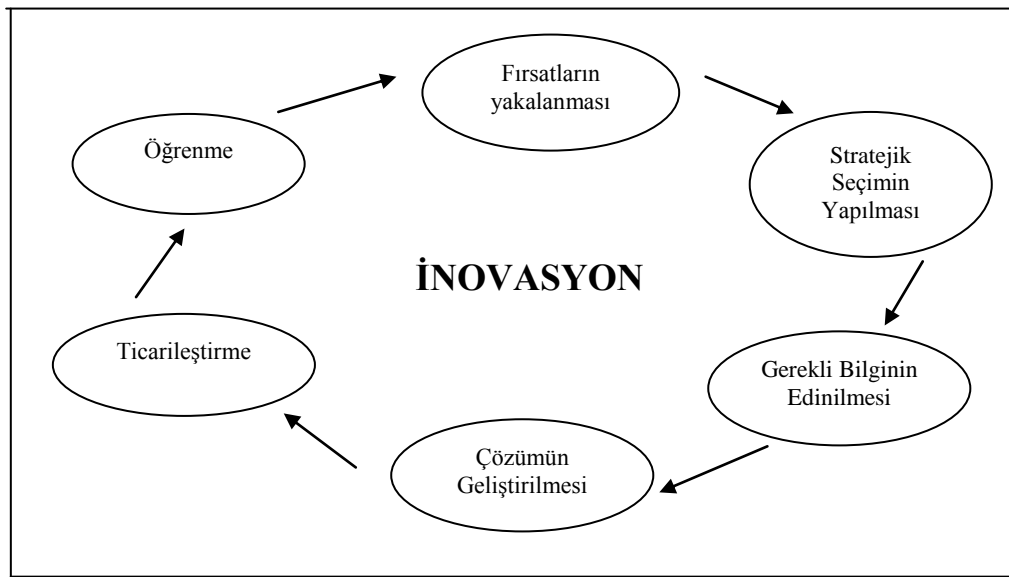 Fırsatların
yakalanması
Öğrenme
Stratejik
Seçimin
Yapılması
İNOVASYON
Ticarileştirme
Gerekli Bilginin
Edinilmesi
Çözümün
Geliştirilmesi